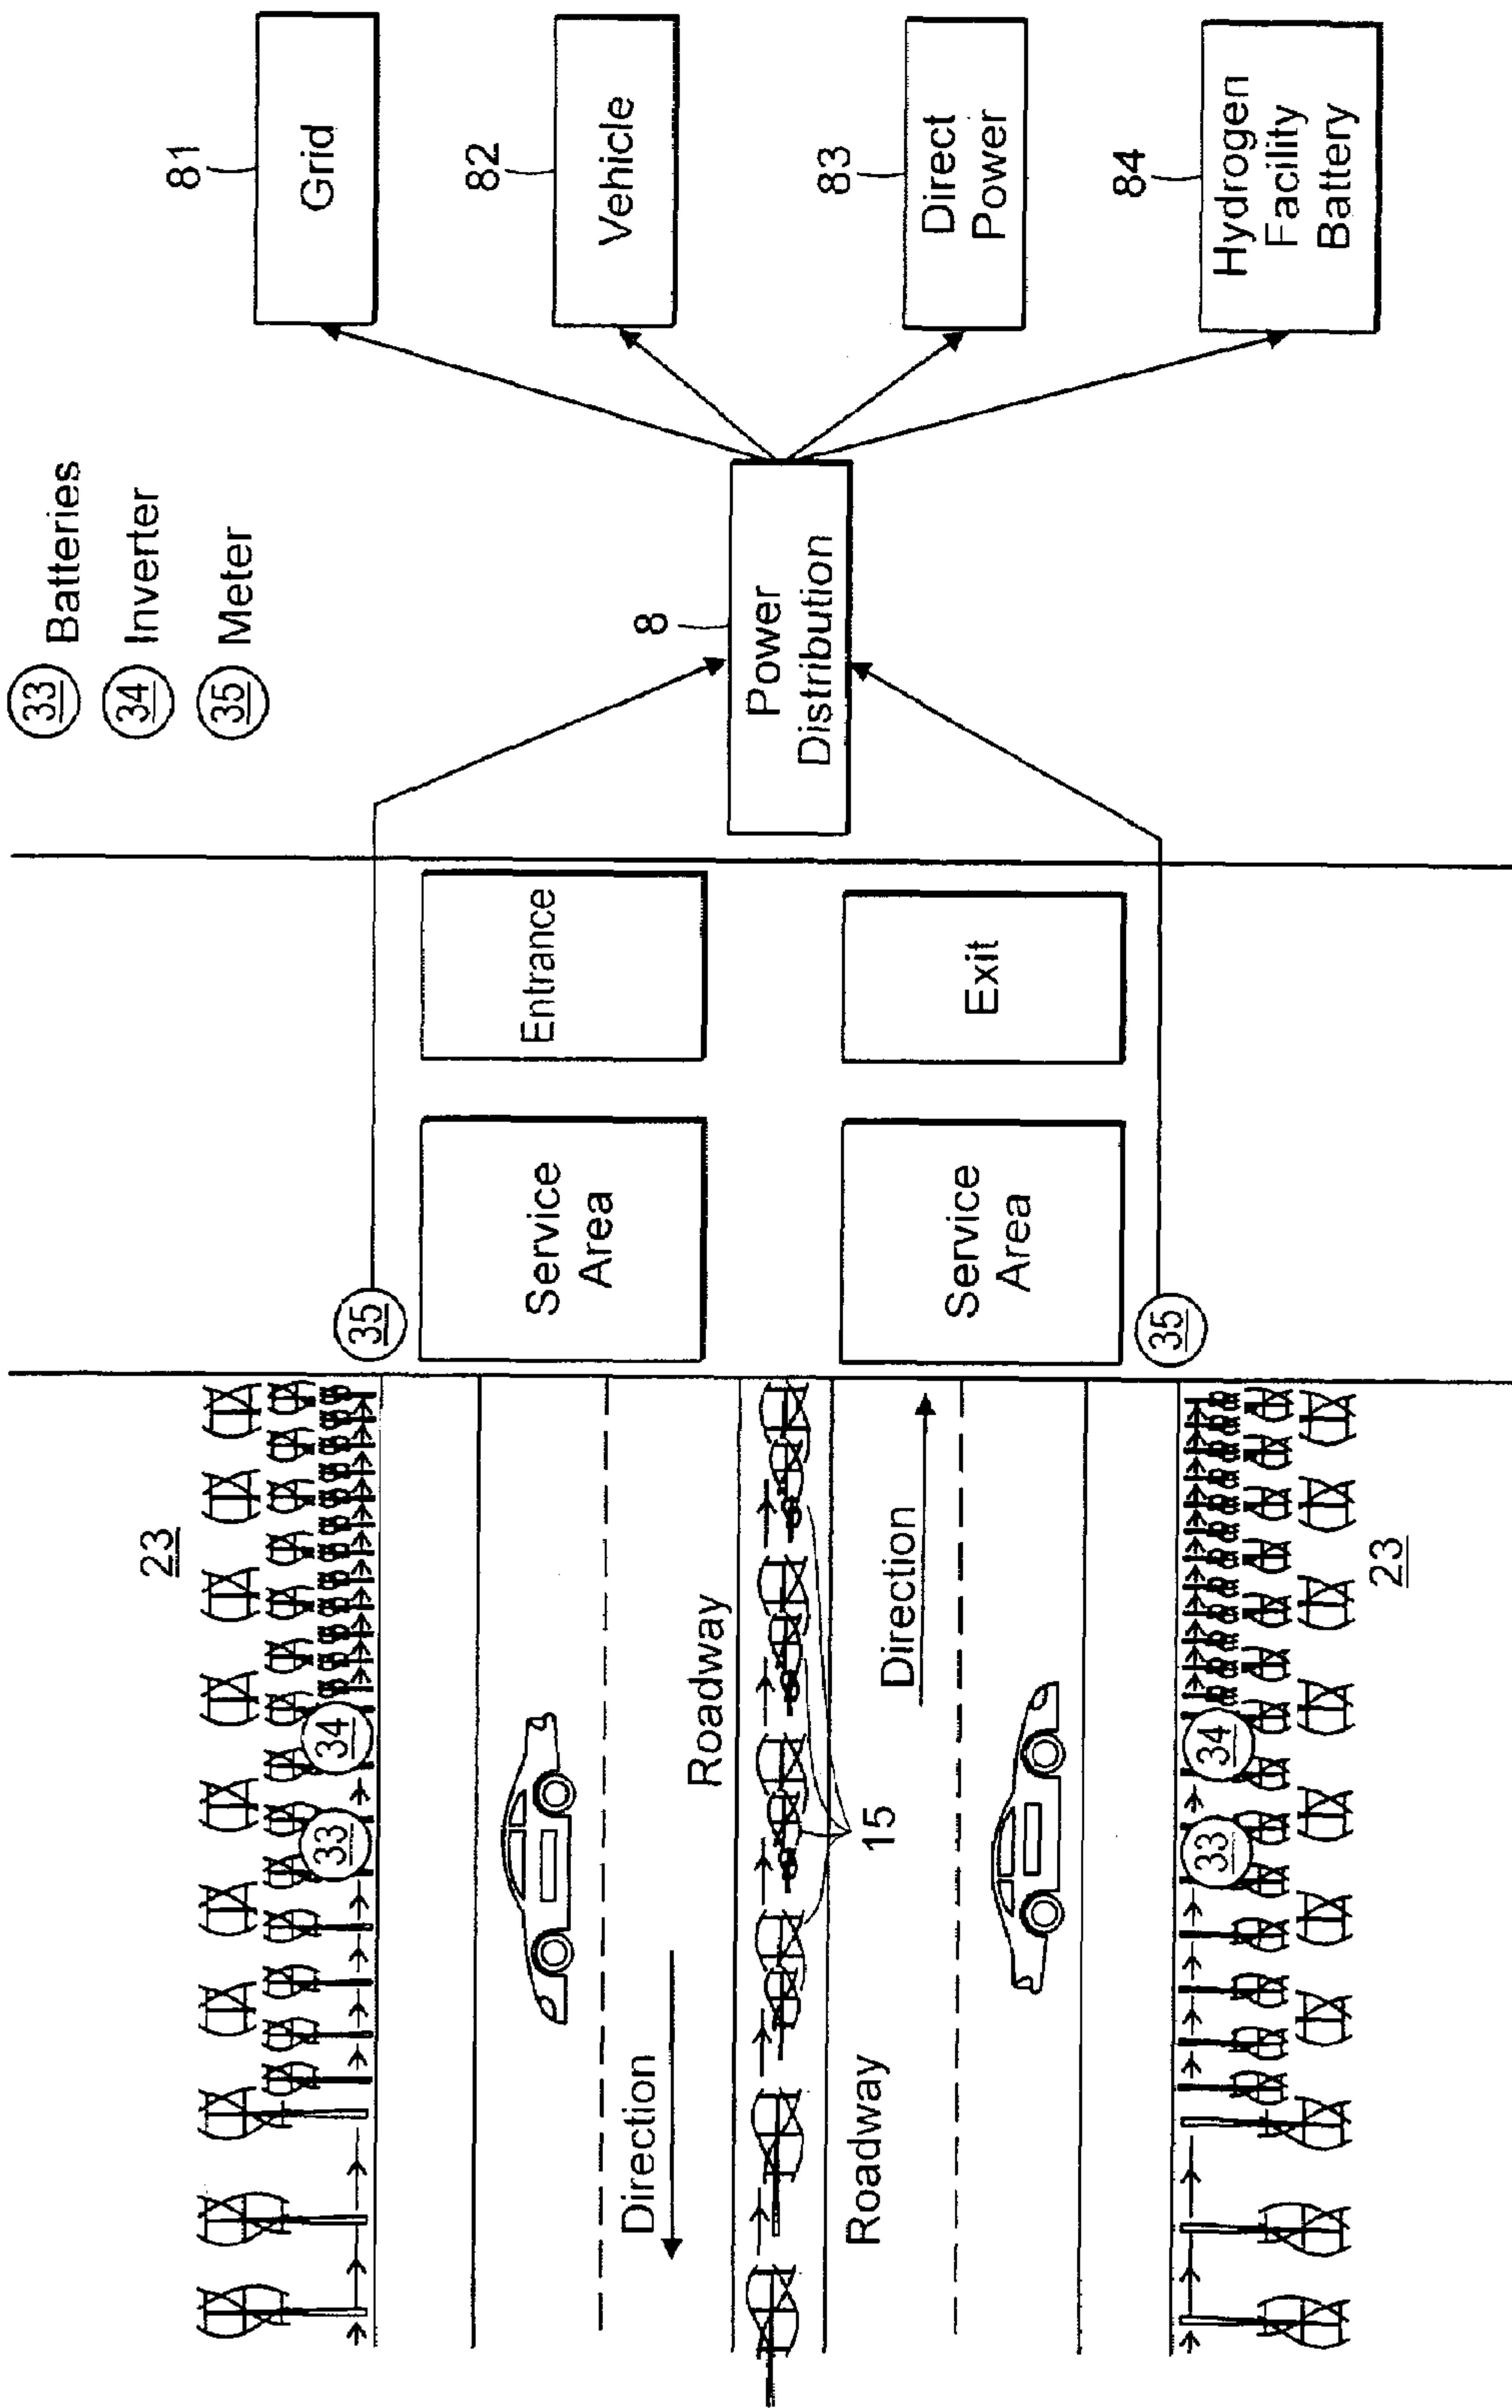 33 Batteries
34 Inverter
35 Meter
23
33
34
35
Direction
Roadway
Service
Area
Entrance
15
Roadway
Direction
Service
Area
Exit
33
34
35
23
8
Power
Distribution
81
Grid
82
Vehicle
83
Direct
Power
84
Hydrogen
Facility
Battery